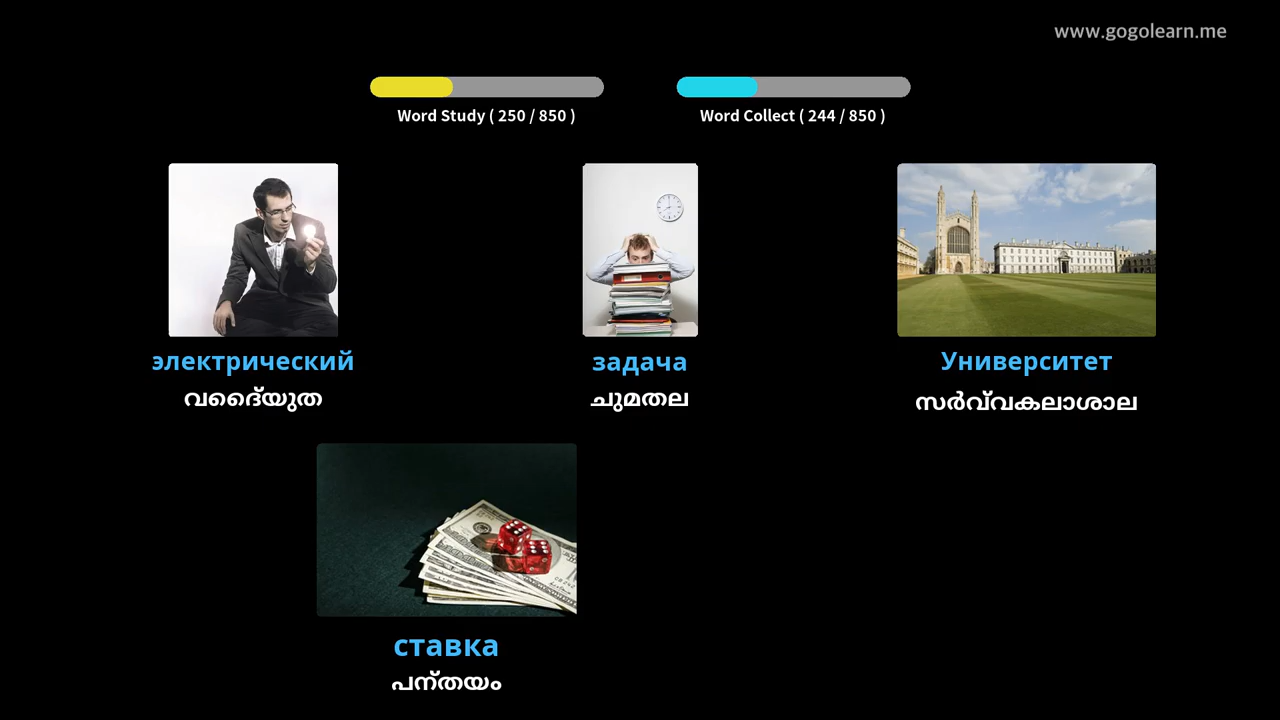 www.gogolearn.me
Word Study ( 250 / 850 )
Word Collect ( 244 / 850 )
электрический
വദ്യൈുത
задача
ചുമതല
Университет
സർവ്വകലാശാല
ставка
പന്തയം